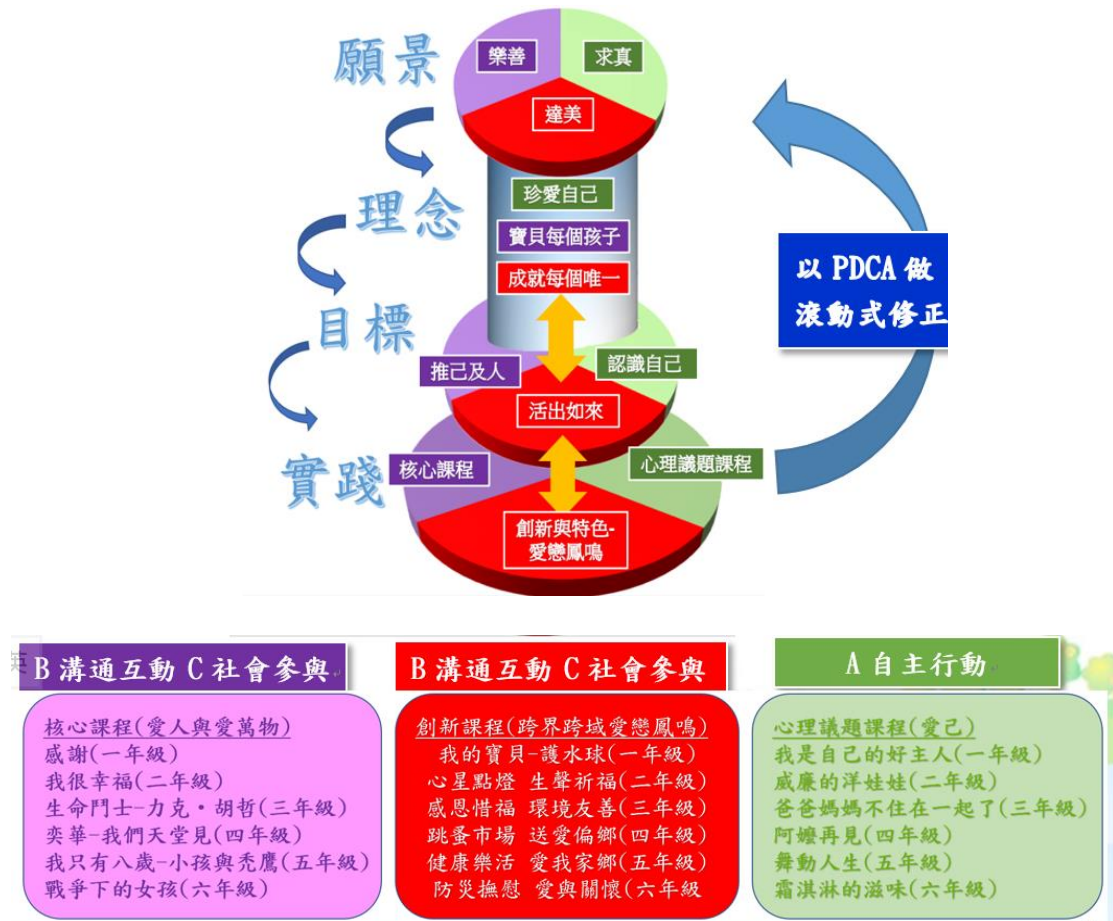 願景
樂善
求真
達美
理念
珍愛自己
寶貝每個孩子
成就每個唯一
以 PDCA 做
滾動式修正
目標
推己及人
認識自己
活出如來
實踐
核心課程
心理議題課程
創新與特色-
愛戀鳳鳴
英
B 溝通互動 C 社會參與
核心課程(愛人與愛萬物)
感謝(一年級)
我很幸福(二年級)
生命鬥士-力克・胡哲(三年級)
奕華-我們天堂見(四年級)
我只有八歲-小孩與禿鷹(五年級)
戰爭下的女孩(六年級)
B 溝通互動 C 社會參與
創新課程(跨界跨域愛戀鳳鳴)
我的寶貝-護水球(一年級)
心星點燈 生聲祈福(二年級)
感恩惜福 環境友善(三年級)
跳蚤市場 送愛偏鄉(四年級)
健康樂活 愛我家鄉(五年級)
防災撫慰 愛與關懷(六年級
A 自主行動
心理議題課程(愛己)
我是自己的好主人(一年級)
威廉的洋娃娃(二年級)
爸爸媽媽不住在一起了(三年級)
阿嬤再見(四年級)
舞動人生(五年級)
霜淇淋的滋味(六年級)